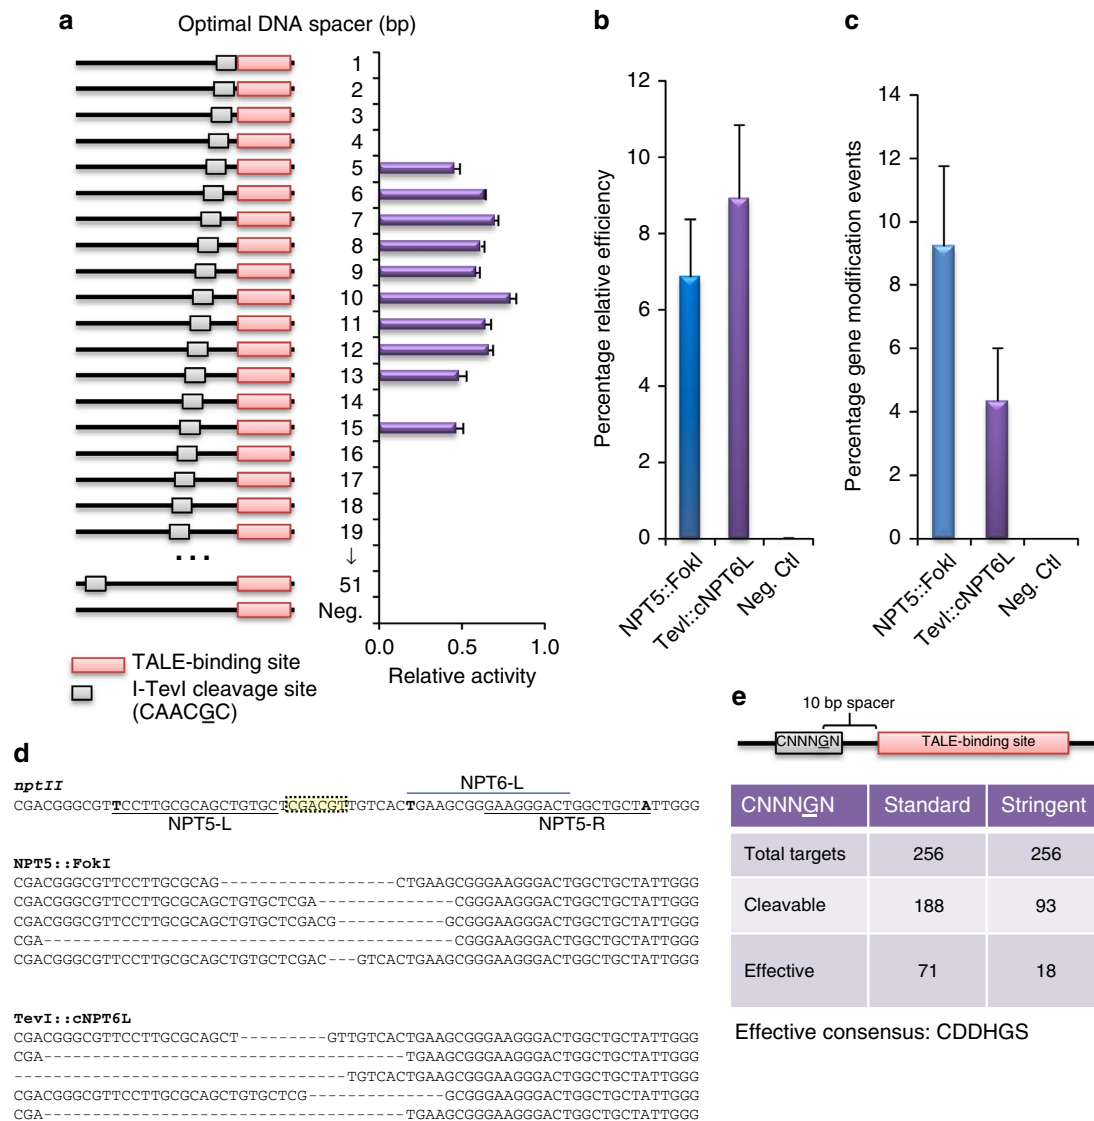 a
Optimal DNA spacer (bp)
1
2
3
4
5
6
7
8
9
10
11
12
13
14
15
16
17
18
19
...
↓
51
Neg.
0.0 0.5 1.0
Relative activity
TALE-binding site
I-TevI cleavage site
(CAACGC)
b
Percentage relative efficiency
12
10
8
6
4
2
0
NPT5::FokI
TevI::cNPT6L
Neg. Ctl
c
Percentage gene modification events
14
12
10
8
6
4
2
0
NPT5::FokI
TevI::cNPT6L
Neg. Ctl
d
nptII
NPT6-L
CGACGGGCGTTCCTTGCGCAGCTGTGCTCGACGTTGTCACTGAAGCGGGAAGGGACTGGCTGCTATTGGG
NPT5-L NPT5-R
NPT5::FokI
CGACGGGCGTTCCTTGCGCAG------------------CTGAAGCGGGAAGGGACTGGCTGCTATTGGG
CGACGGGCGTTCCTTGCGCAGCTGTGCTCGA--------------CGGGAAGGGACTGGCTGCTATTGGG
CGACGGGCGTTCCTTGCGCAGCTGTGCTCGACG-----------GCGGGAAGGGACTGGCTGCTATTGGG
CGA------------------------------------------CGGGAAGGGACTGGCTGCTATTGGG
CGACGGGCGTTCCTTGCGCAGCTGTGCTCGAC---GTCACTGAAGCGGGAAGGGACTGGCTGCTATTGGG
TevI::cNPT6L
CGACGGGCGTTCCTTGCGCAGCT---------GTTGTCACTGAAGCGGGAAGGGACTGGCTGCTATTGGG
CGA-------------------------------------TGAAGCGGGAAGGGACTGGCTGCTATTGGG
----------------------------------TGTCACTGAAGCGGGAAGGGACTGGCTGCTATTGGG
CGACGGGCGTTCCTTGCGCAGCTGTGCTCG--------------GCGGGAAGGGACTGGCTGCTATTGGG
CGA-------------------------------------TGAAGCGGGAAGGGACTGGCTGCTATTGGG
e
10 bp spacer
CNNNGN TALE-binding site
CNNNGN Standard Stringent
Total targets 256 256
Cleavable 188 93
Effective 71 18
Effective consensus: CDDHGS